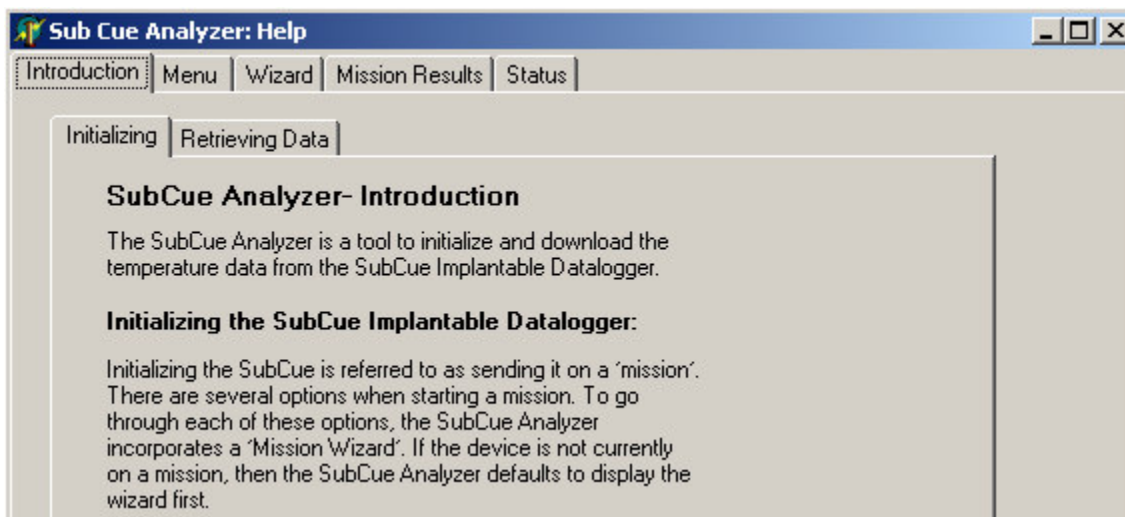 Sub Cue Analyzer: Help
Introduction Menu Wizard Mission Results Status
Initializing Retrieving Data
SubCue Analyzer- Introduction
The SubCue Analyzer is a tool to initialize and download the
temperature data from the SubCue Implantable Datalogger.
Initializing the SubCue Implantable Datalogger:
Initializing the SubCue is referred to as sending it on a ´mission´.
There are several options when starting a mission. To go
through each of these options, the SubCue Analyzer
incorporates a ´Mission Wizard´. If the device is not currently
on a mission, then the SubCue Analyzer defaults to display the
wizard first.